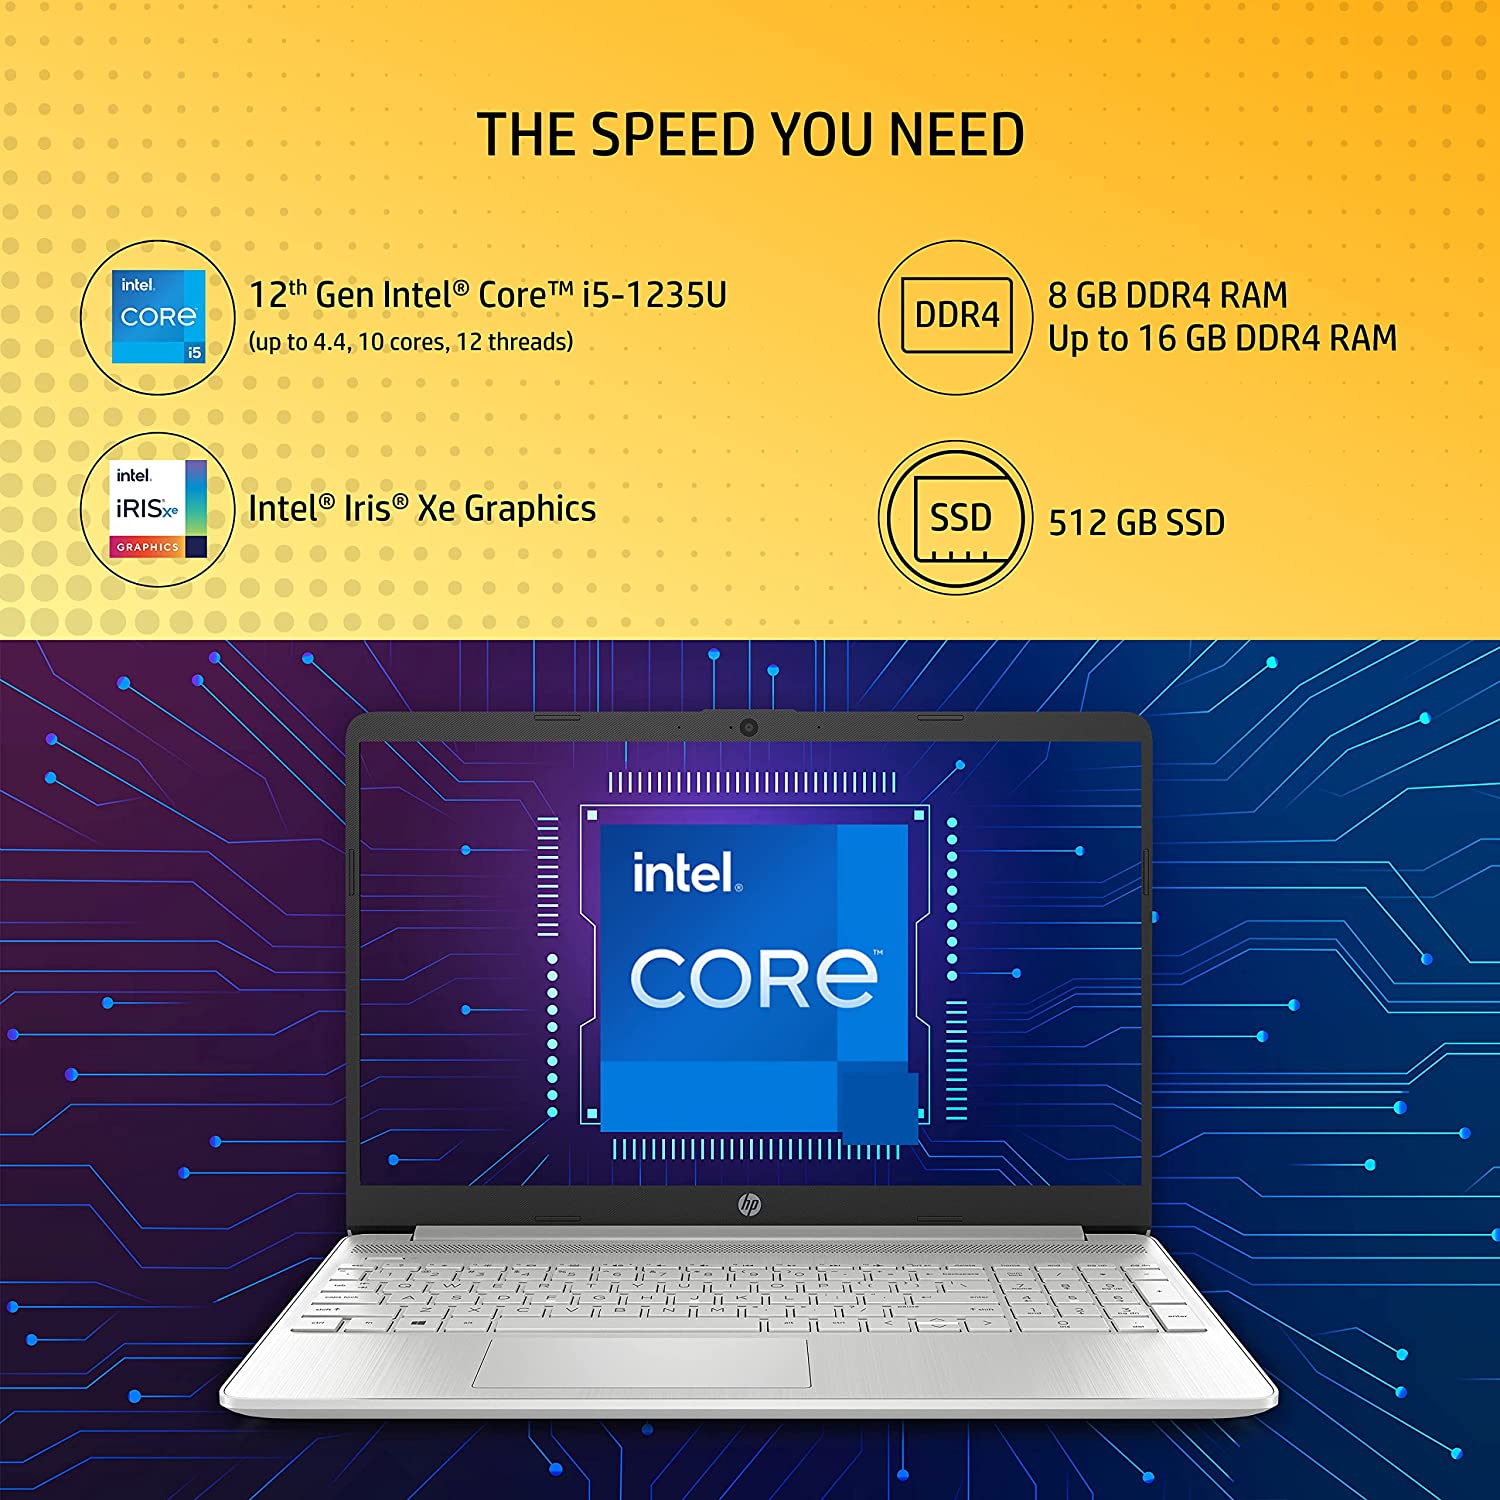 THE SPEED YOU NEED
intel.
CORE
i5
12th Gen Intel® Core™ i5-1235U
(up to 4.4, 10 cores, 12 threads)
DDR4
8 GB DDR4 RAM
Up to 16 GB DDR4 RAM
intel.
iRISxe
GRAPHICS
Intel® Iris® Xe Graphics
SSD
512 GB SSD
intel®
CORE™
hp